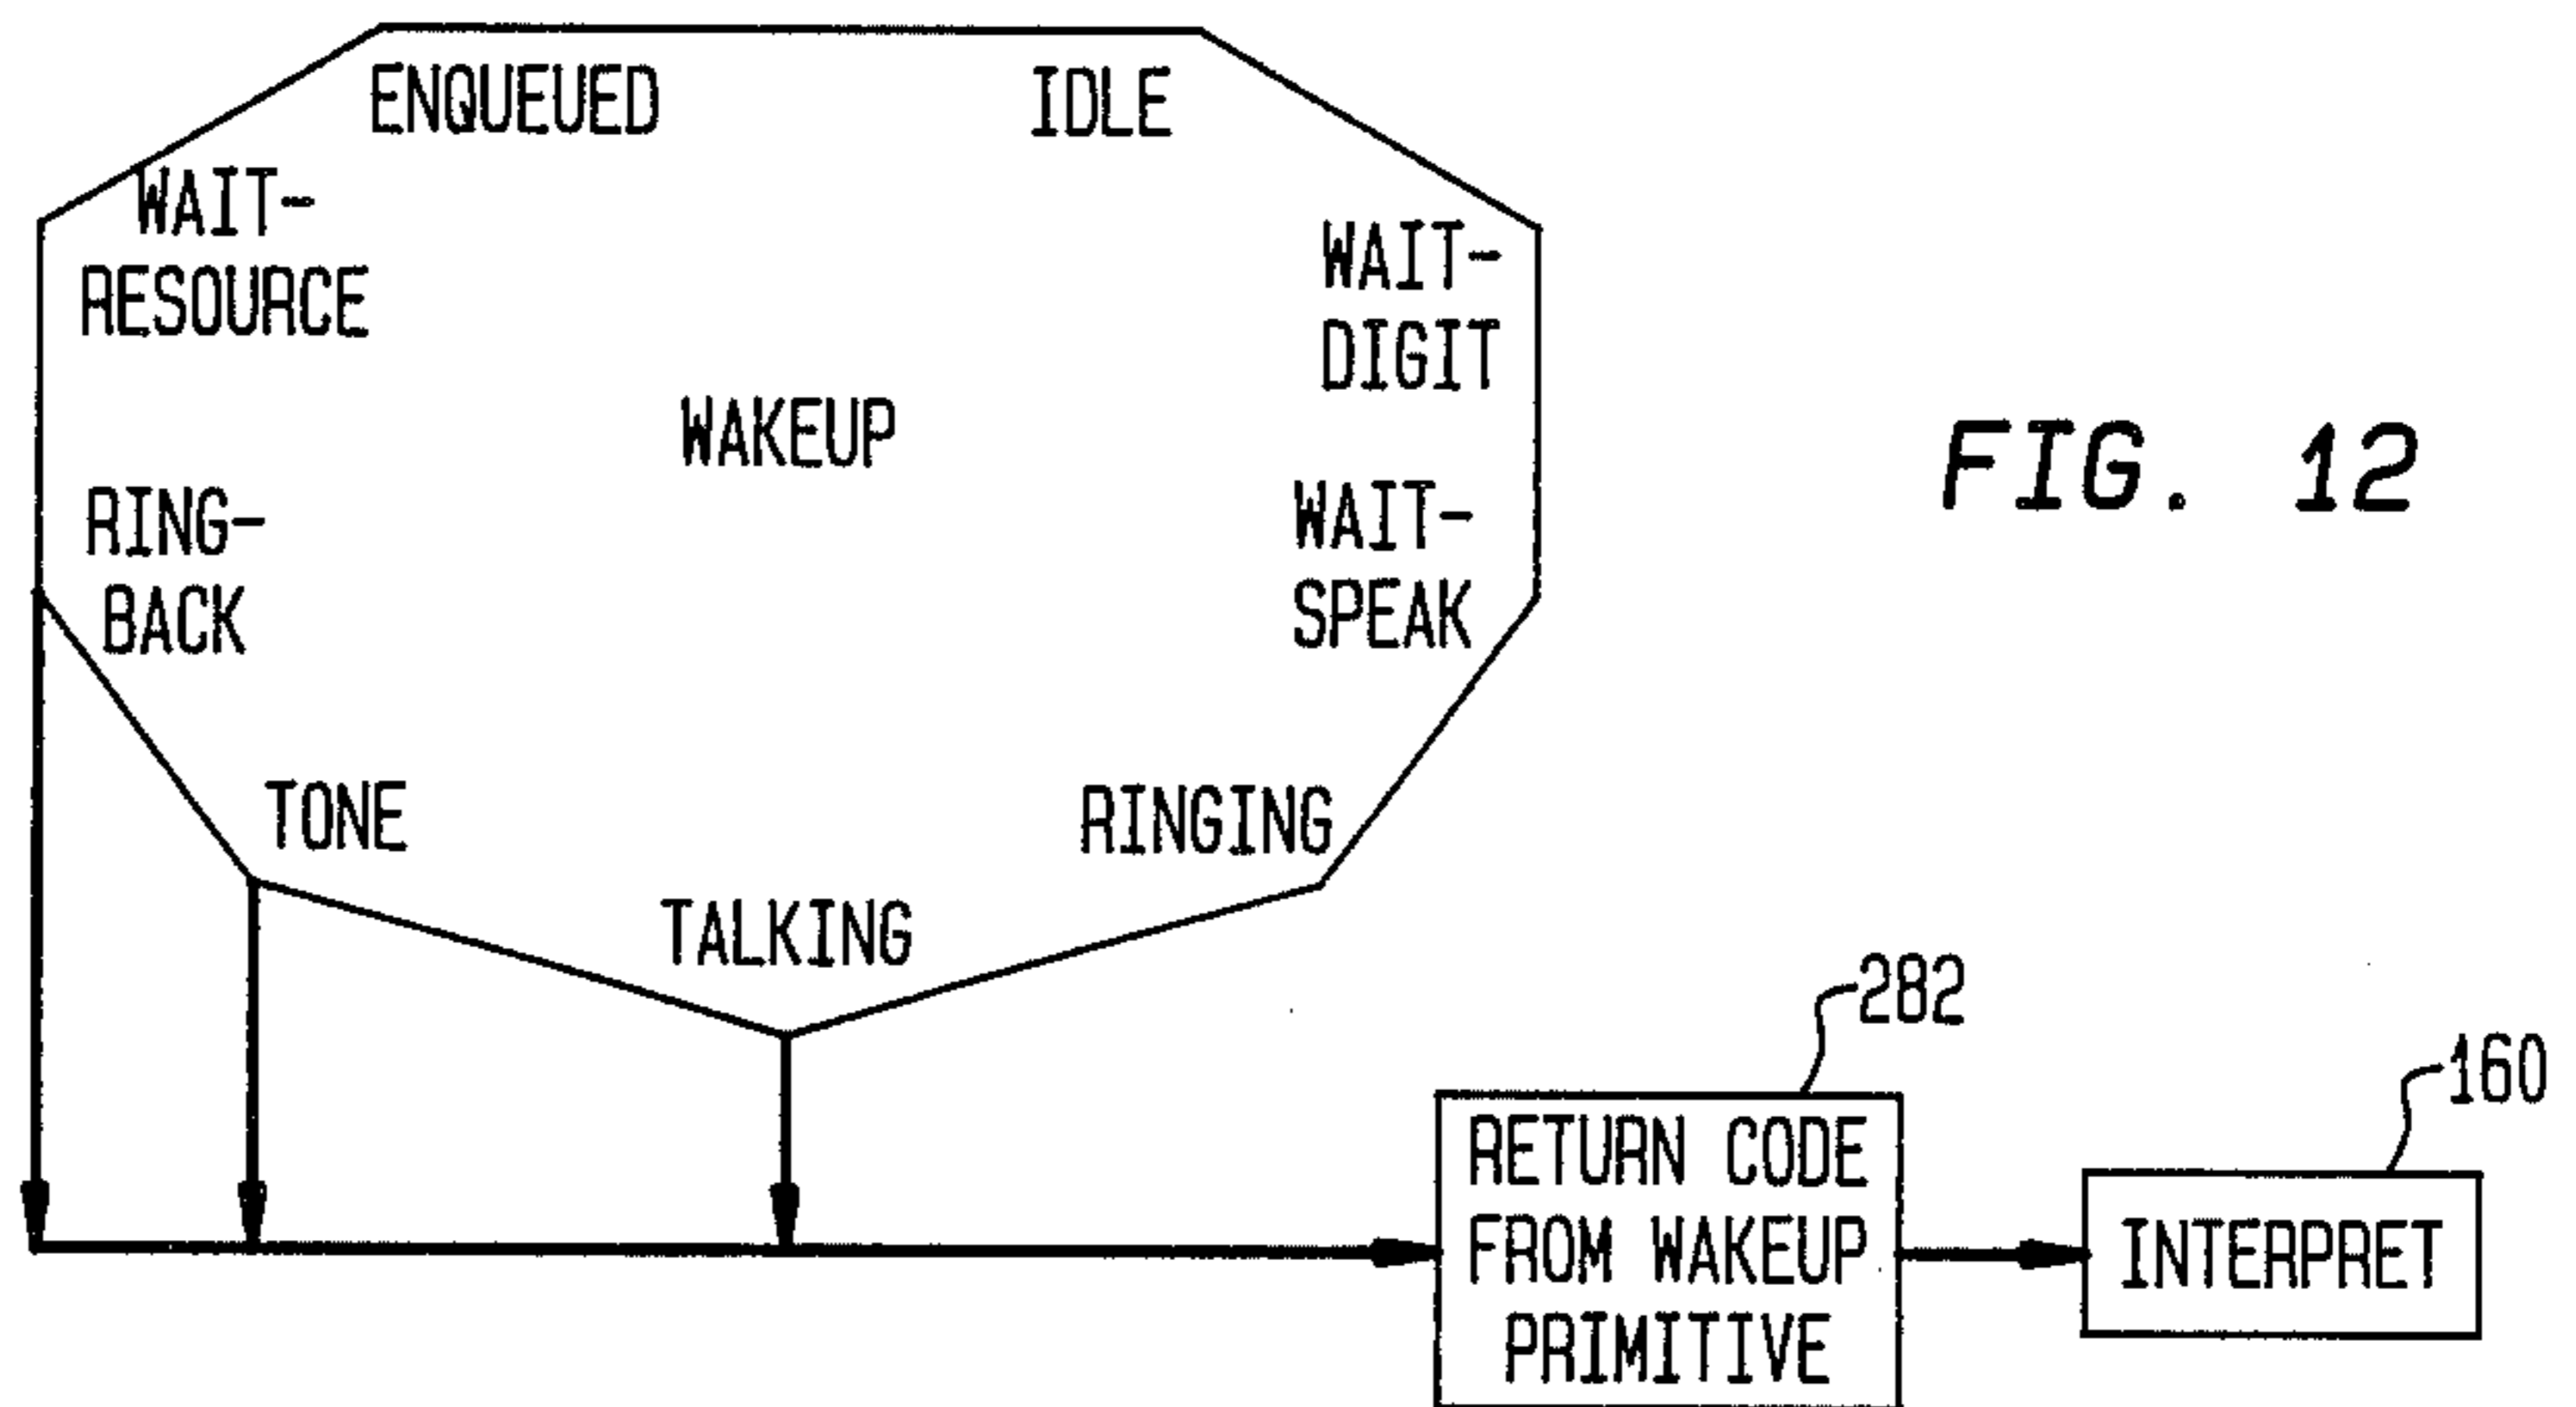 ENQUEUED
IDLE
WAIT-
RESOURCE
WAIT-
DIGIT
WAKEUP
RING-
BACK
WAIT-
SPEAK
TONE
RINGING
TALKING
FIG. 12
282
RETURN CODE
FROM WAKEUP
PRIMITIVE
160
INTERPRET